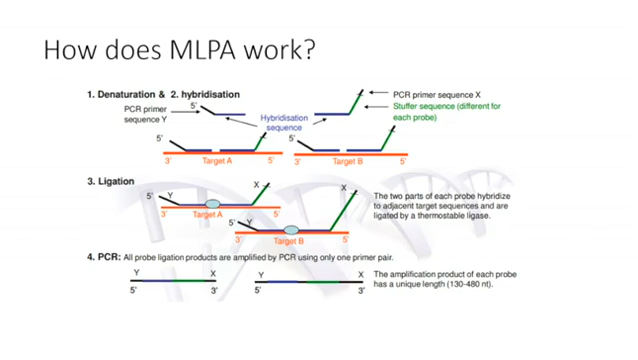 How does MLPA work?
1. Denaturation & 2. hybridisation
PCR primer
sequence Y
5'
Hybridisation
sequence
PCR primer sequence X
Stuffer sequence (different for
each probe)
5'
5'
3'
Target A
5'
3'
Target B
5'
3. Ligation
5'
Y
X
3'
Target A
5'
5'
Y
X
3'
Target B
5'
The two parts of each probe hybridize
to adjacent target sequences and are
ligated by a thermostable ligase.
4. PCR: All probe ligation products are amplified by PCR using only one primer pair.
Y
X
Y
X
5'
3'
5'
3'
The amplification product of each probe
has a unique length (130-480 nt).